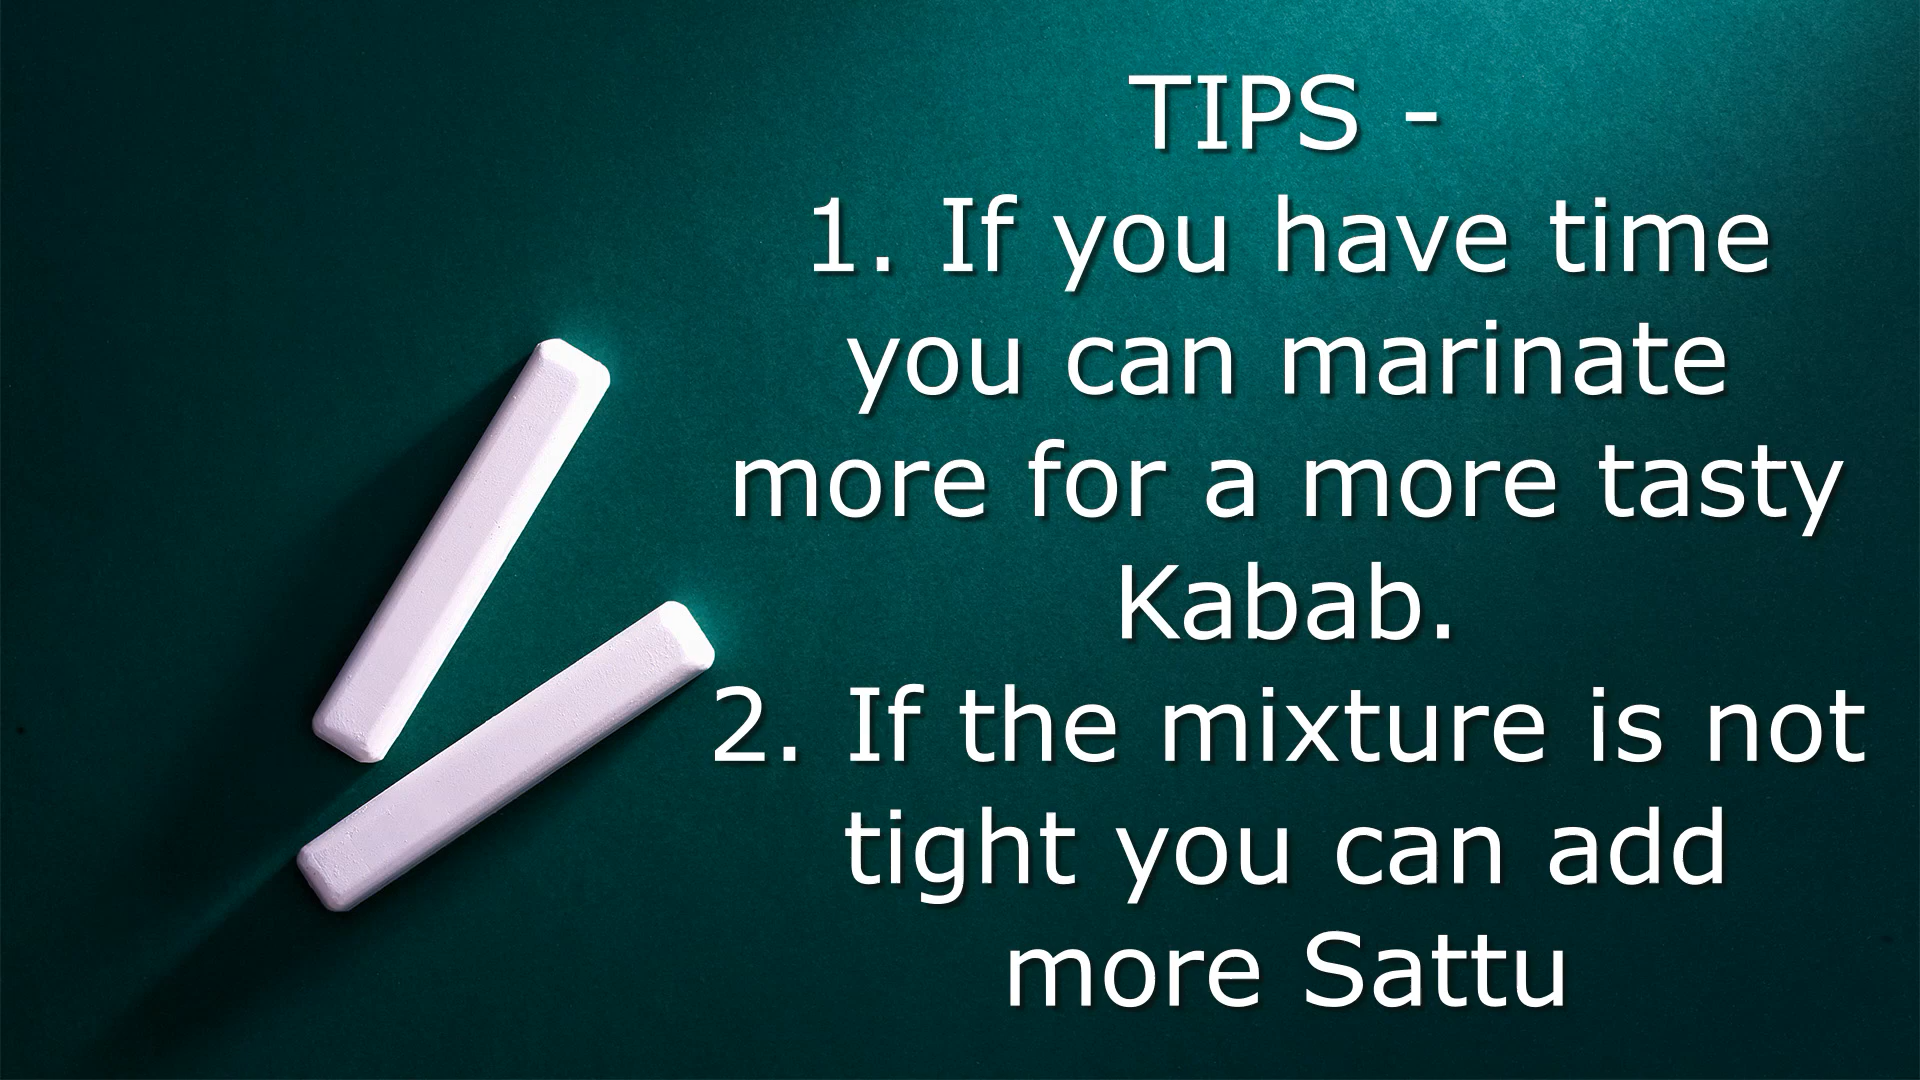 TIPS -
1. If you have time
you can marinate
more for a more tasty
Kabab.
2. If the mixture is not
tight you can add
more Sattu